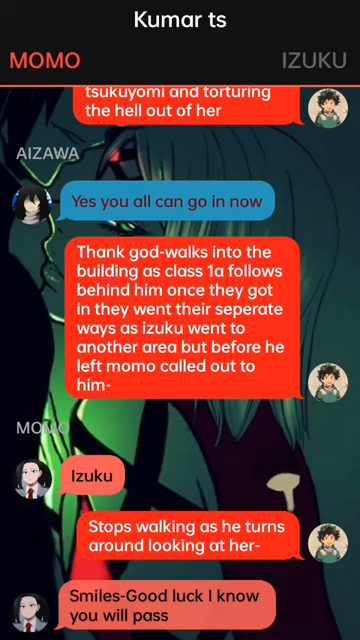 Kumar ts
MOMO IZUKU
tsukuyomi and torturing
the hell out of her
AIZAWA
Yes you all can go in now
Thank god-walks into the
building as class 1a follows
behind him once they got
in they went their seperate
ways as izuku went to
another area but before he
left momo called out to
him-
MOMO
Izuku
Stops walking as he turns
around looking at her-
Smiles-Good luck I know
you will pass